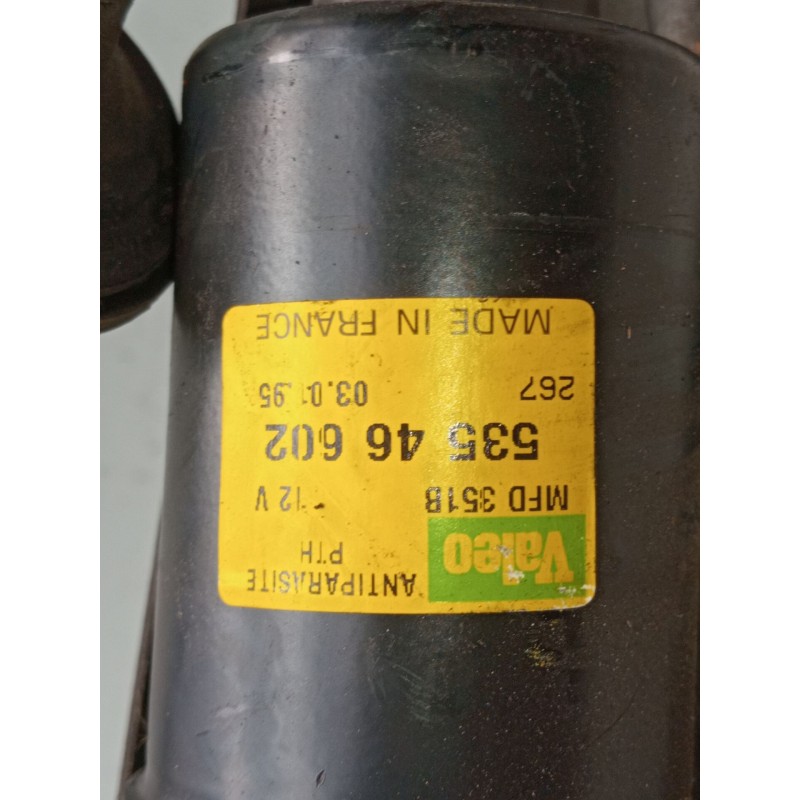 Valeo ANTIPARASITE
PTH
MFD 351B 12 V
535 46 602
267 03.01.95
MADE IN FRANCE